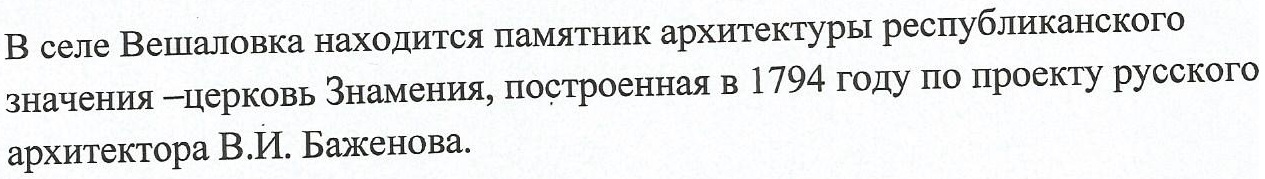 В селе Вешаловка находится памятник архитектуры республиканского
значения –церковь Знамения, построенная в 1794 году по проекту русского
архитектора В.И. Баженова.